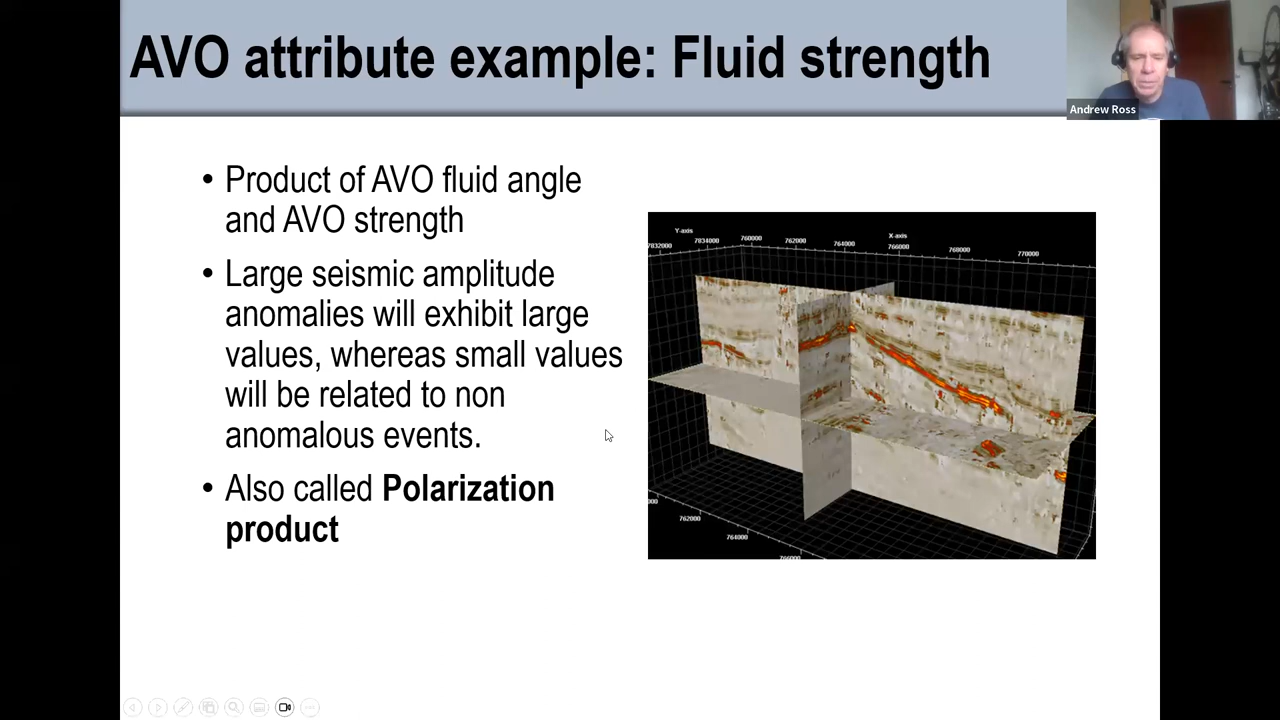 AVO attribute example: Fluid strength
Andrew Ross
• Product of AVO fluid angle
and AVO strength
• Large seismic amplitude
anomalies will exhibit large
values, whereas small values
will be related to non
anomalous events.
• Also called Polarization
product
Y-axis
X-axis
7832000
7834000
760000
762000
764000
766000
768000
770000
000
762000
764000
766000